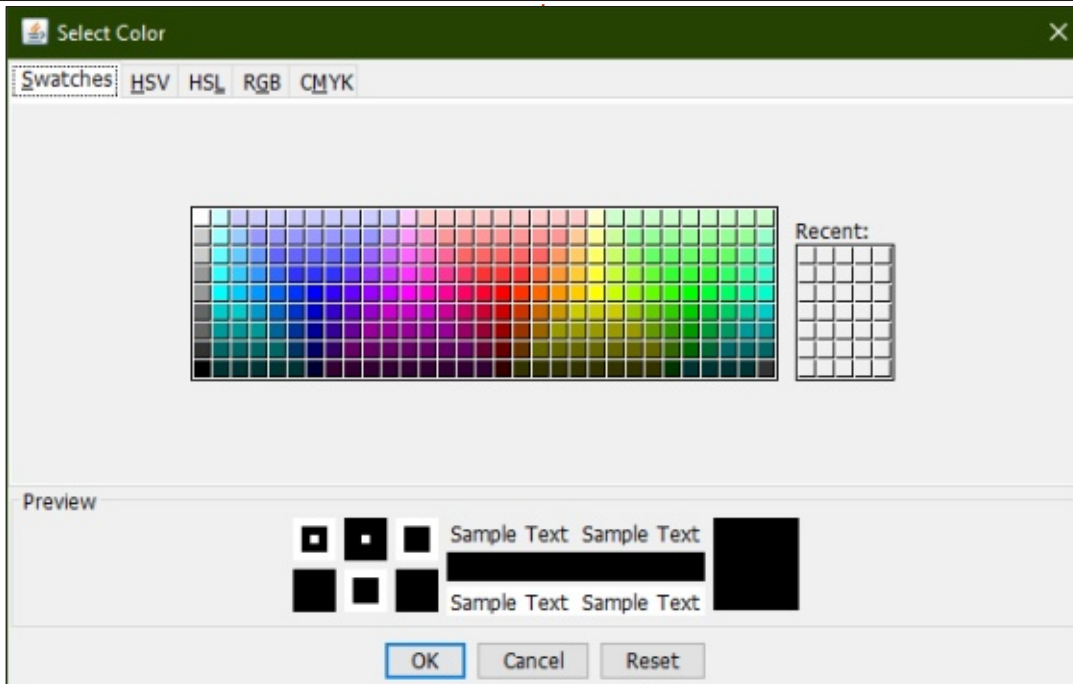 Select Color
Swatches HSV HSL RGB CMYK
Recent:
Preview
Sample Text Sample Text
Sample Text Sample Text
OK Cancel Reset